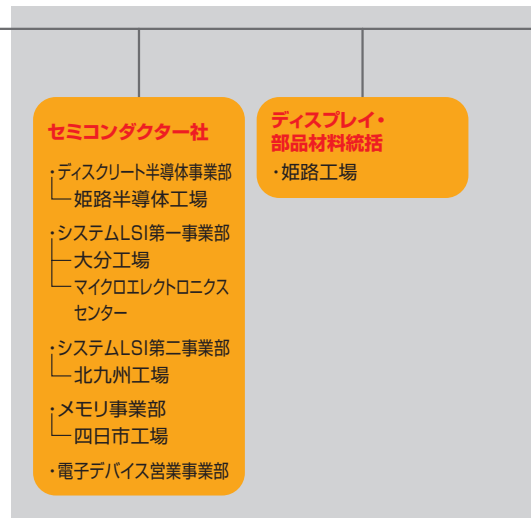 セミコンダクター社
・ディスクリート半導体事業部
姫路半導体工場
・システムLSI第一事業部
大分工場
マイクロエレクトロニクス
センター
・システムLSI第二事業部
北九州工場
・メモリ事業部
四日市工場
・電子デバイス営業事業部
ディスプレイ・
部品材料統括
・姫路工場